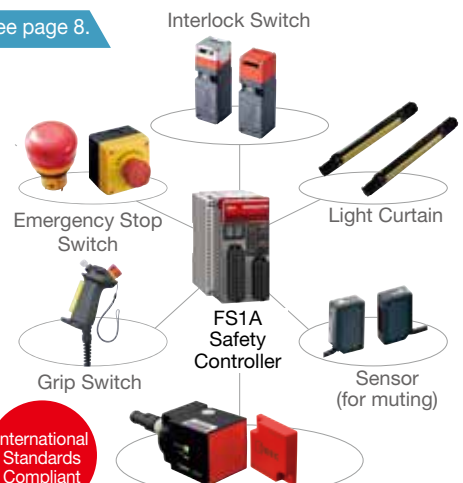 ee page 8.
Interlock Switch
Emergency Stop
Switch
Light Curtain
FS1A
Safety
Controller
Grip Switch
Sensor
(for muting)
International
Standards
Compliant